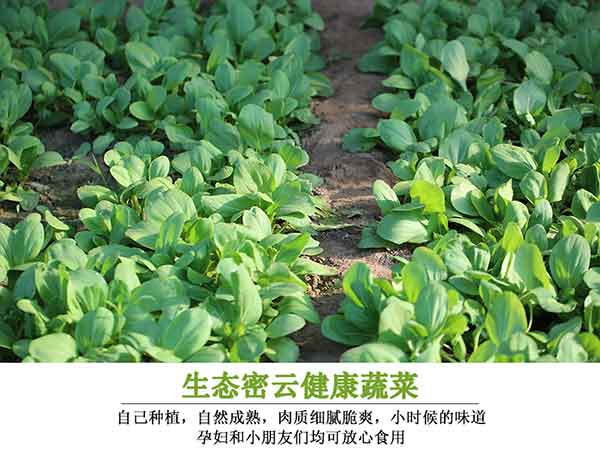 生态密云健康蔬菜
自己种植，自然成熟，肉质细腻脆爽，小时候的味道
孕妇和小朋友们均可放心食用